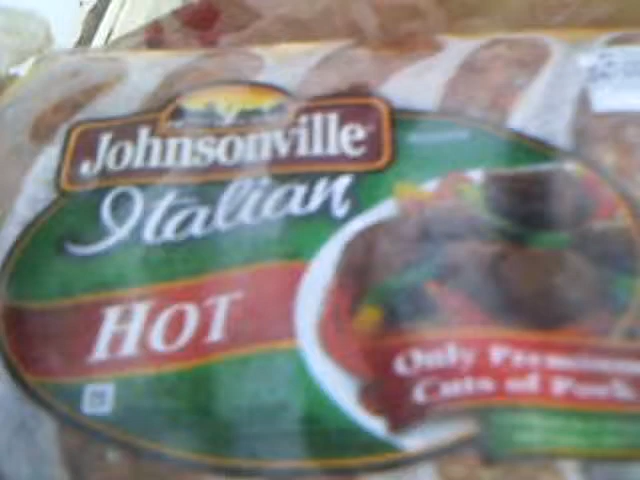 Johnsonville
Italian
HOT
Only Premium
Cuts of Pork